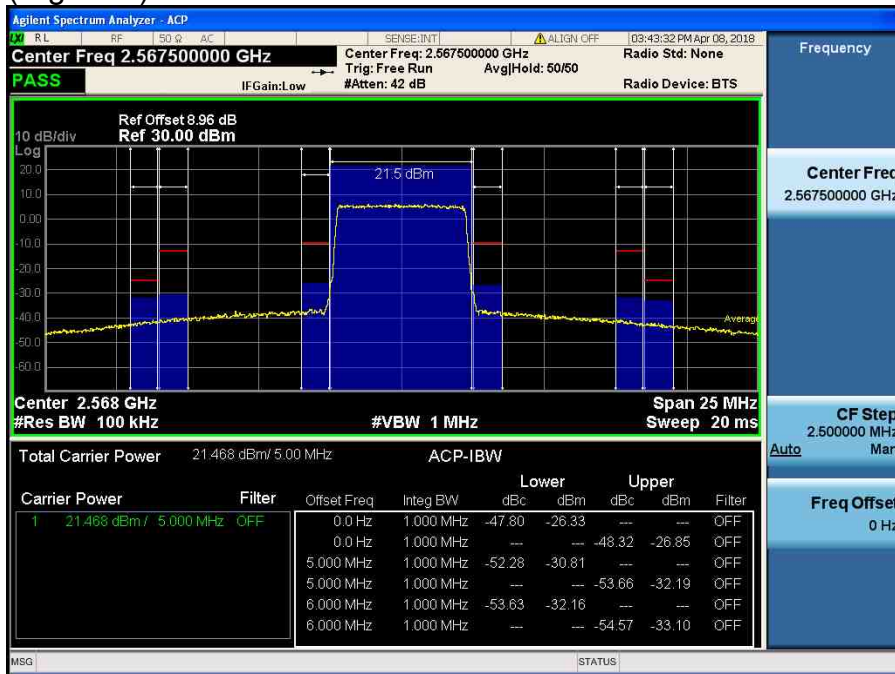 Agilent Spectrum Analyzer - ACP
LXI RL RF 50 Ω AC SENSE:INT ALIGN OFF 03:43:32 PM Apr 08, 2018
Center Freq 2.567500000 GHz
Center Freq: 2.567500000 GHz Radio Std: None
Trig: Free Run Avg|Hold: 50/50
PASS IFGain:Low #Atten: 42 dB Radio Device: BTS
Frequency
Ref Offset 8.96 dB
10 dB/div Ref 30.00 dBm
Log
20.0
10.0
0.00
-10.0
-20.0
-30.0
-40.0
-50.0
-60.0
21.5 dBm
Average
Center 2.568 GHz Span 25 MHz
#Res BW 100 kHz #VBW 1 MHz Sweep 20 ms
Center Freq
2.567500000 GHz
CF Step
2.500000 MHz
Auto Man
Freq Offset
0 Hz
Total Carrier Power 21.468 dBm/ 5.00 MHz ACP-IBW
Lower Upper
Carrier Power Filter Offset Freq Integ BW dBc dBm dBc dBm Filter
1 21.468 dBm / 5.000 MHz OFF
0.0 Hz 1.000 MHz -47.80 -26.33 --- --- OFF
0.0 Hz 1.000 MHz --- --- -48.32 -26.85 OFF
5.000 MHz 1.000 MHz -52.28 -30.81 --- --- OFF
5.000 MHz 1.000 MHz --- --- -53.66 -32.19 OFF
6.000 MHz 1.000 MHz -53.63 -32.16 --- --- OFF
6.000 MHz 1.000 MHz --- --- -54.57 -33.10 OFF
MSG STATUS